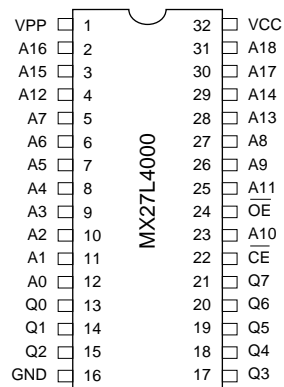 VPP 1 32 VCC
A16 2 31 A18
A15 3 30 A17
A12 4 29 A14
A7 5 28 A13
A6 6 27 A8
A5 7 26 A9
A4 8 25 A11
A3 9 24 O̅E̅
A2 10 23 A10
A1 11 22 C̅E̅
A0 12 21 Q7
Q0 13 20 Q6
Q1 14 19 Q5
Q2 15 18 Q4
GND 16 17 Q3
MX27L4000